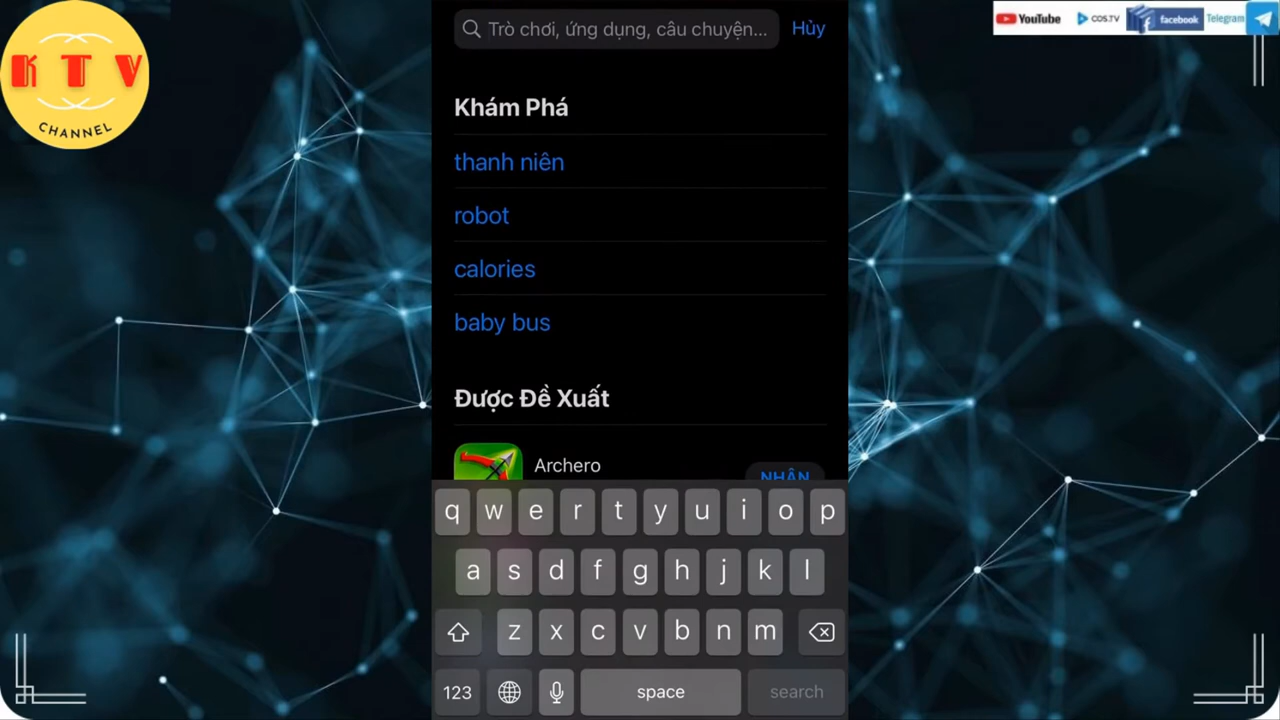 K T V
CHANNEL
YouTube COS.TV facebook Telegram
Trò chơi, ứng dụng, câu chuyện... Hủy
Khám Phá
thanh niên
robot
calories
baby bus
Được Đề Xuất
Archero
NHẬN
q w e r t y u i o p
a s d f g h j k l
z x c v b n m
123 space search